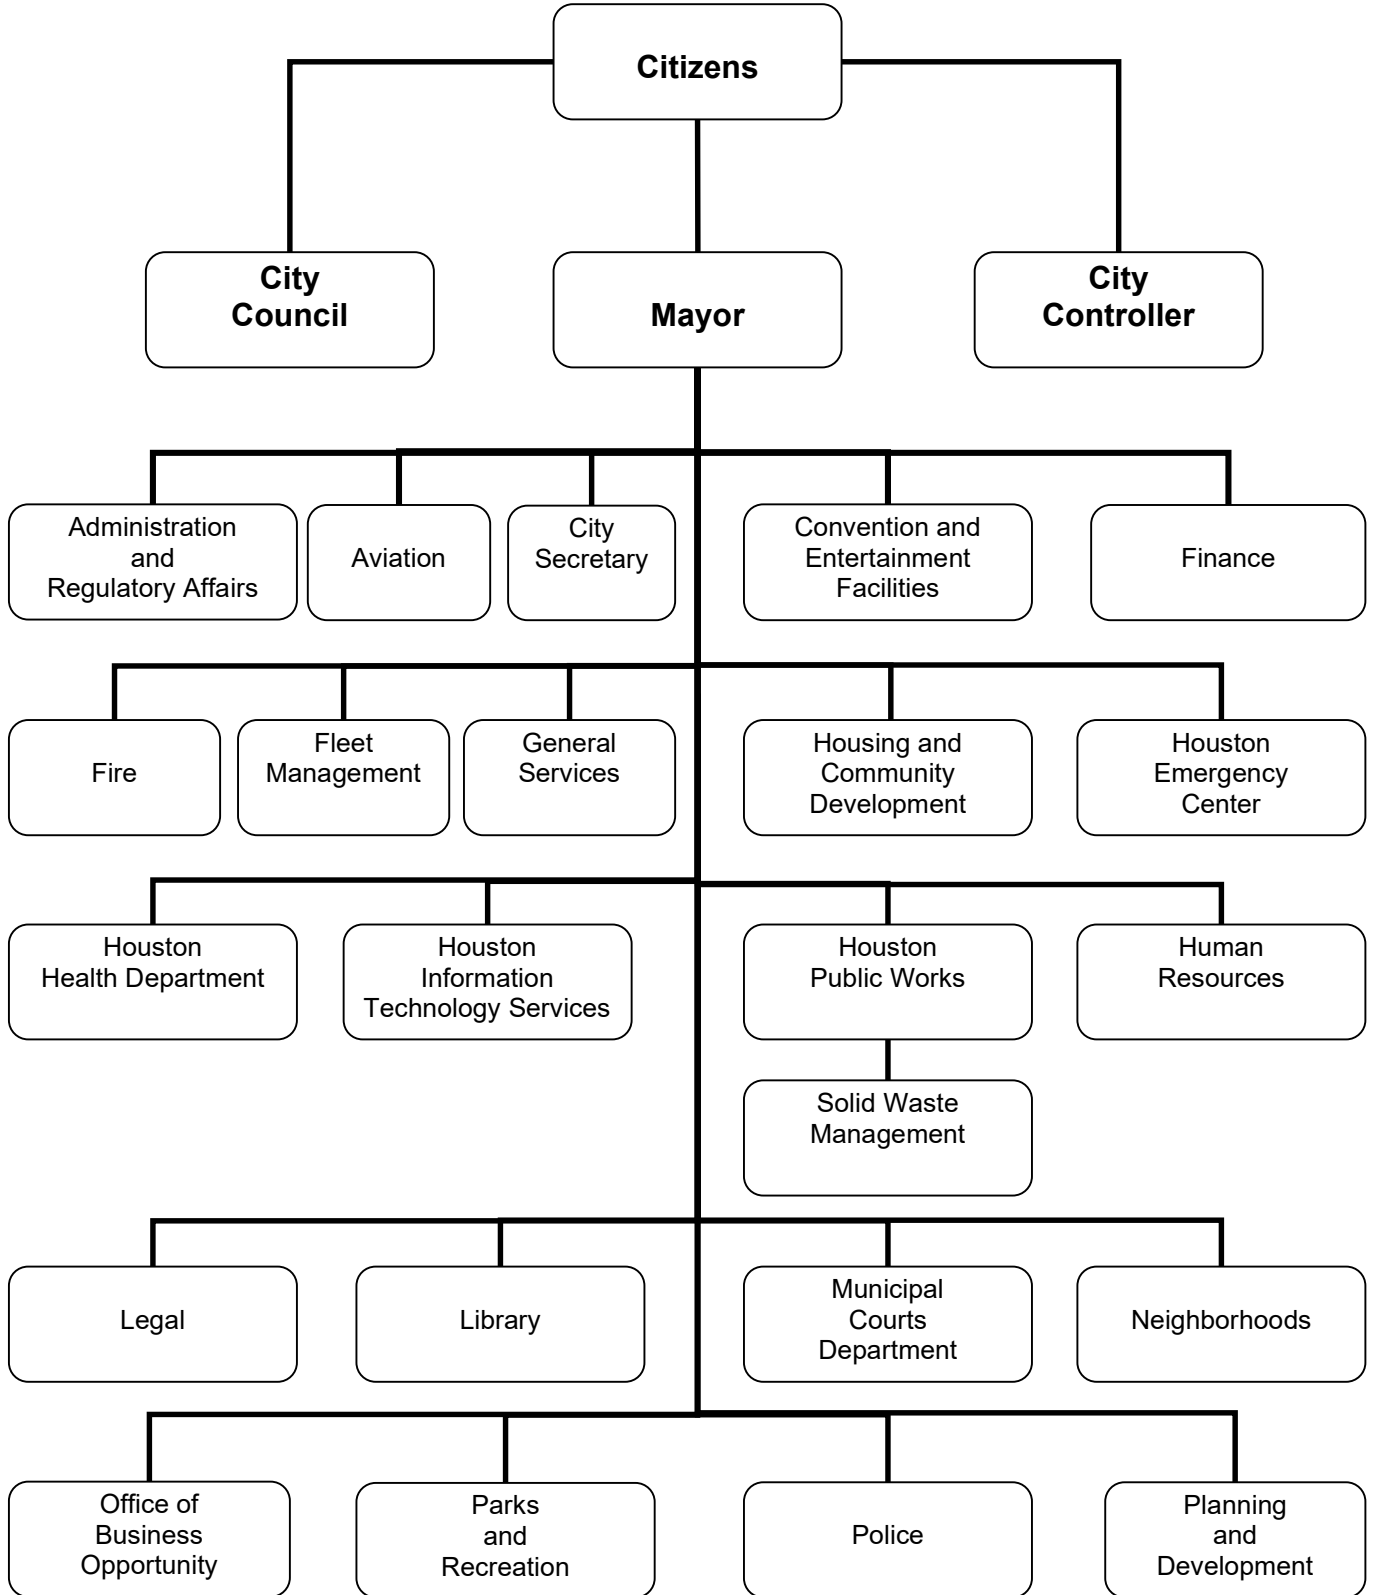 Citizens
City
Council
Mayor
City
Controller
Administration
and
Regulatory Affairs
Aviation
City
Secretary
Convention and
Entertainment
Facilities
Finance
Fire
Fleet
Management
General
Services
Housing and
Community
Development
Houston
Emergency
Center
Houston
Health Department
Houston
Information
Technology Services
Houston
Public Works
Human
Resources
Solid Waste
Management
Legal
Library
Municipal
Courts
Department
Neighborhoods
Office of
Business
Opportunity
Parks
and
Recreation
Police
Planning
and
Development